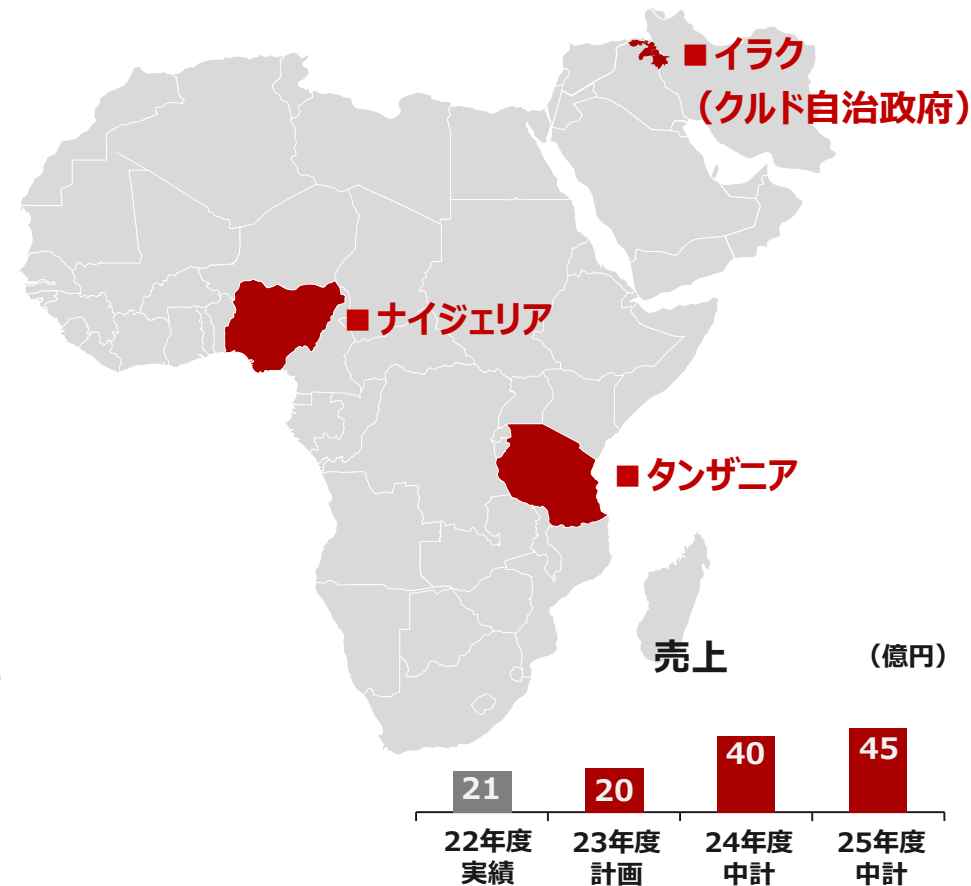 ■ イラク
（クルド自治政府）
■ ナイジェリア
■ タンザニア
売上 （億円）
21 20 40 45
22年度 23年度 24年度 25年度
実績 計画 中計 中計